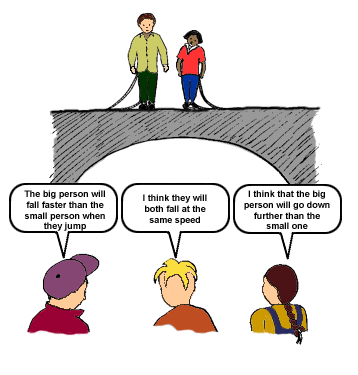 The big person will
fall faster than the
small person when
they jump
I think they will
both fall at the
same speed
I think that the big
person will go down
further than the
small one